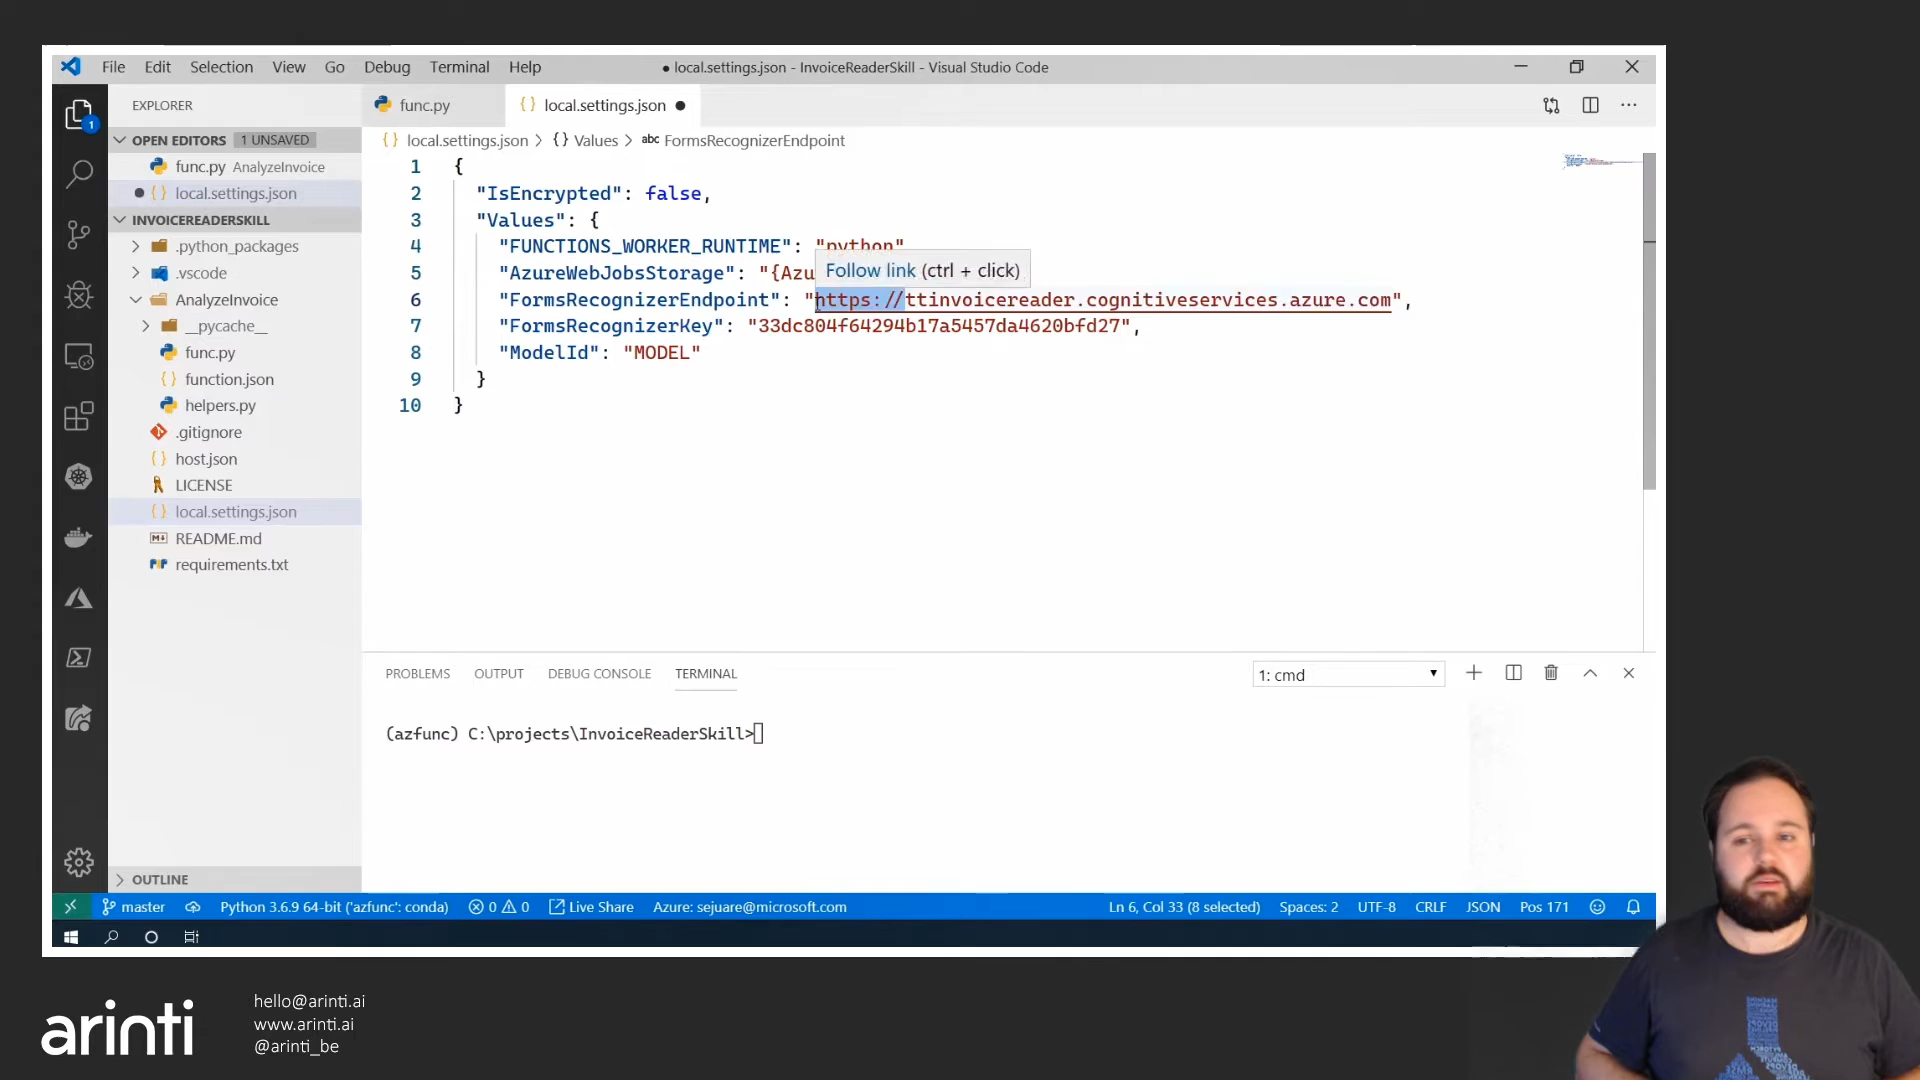 File Edit Selection View Go Debug Terminal Help
● local.settings.json - InvoiceReaderSkill - Visual Studio Code
EXPLORER
func.py
{} local.settings.json ●
OPEN EDITORS 1 UNSAVED
{} local.settings.json > {} Values > abc FormsRecognizerEndpoint
func.py AnalyzeInvoice
● {} local.settings.json
INVOICEREADERSKILL
.python_packages
.vscode
AnalyzeInvoice
__pycache__
func.py
{} function.json
helpers.py
.gitignore
{} host.json
LICENSE
{} local.settings.json
README.md
requirements.txt
OUTLINE
1
1 {
2 "IsEncrypted": false,
3 "Values": {
4 "FUNCTIONS_WORKER_RUNTIME": "python"
5 "AzureWebJobsStorage": "{Azu
Follow link (ctrl + click)
6 "FormsRecognizerEndpoint": "https://ttinvoicereader.cognitiveservices.azure.com",
7 "FormsRecognizerKey": "33dc804f64294b17a5457da4620bfd27",
8 "ModelId": "MODEL"
9 }
10 }
PROBLEMS OUTPUT DEBUG CONSOLE TERMINAL
1: cmd
(azfunc) C:\projects\InvoiceReaderSkill>
master Python 3.6.9 64-bit ('azfunc': conda) 0 0 Live Share Azure: sejuare@microsoft.com
Ln 6, Col 33 (8 selected) Spaces: 2 UTF-8 CRLF JSON Pos 171
arinti
hello@arinti.ai
www.arinti.ai
@arinti_be